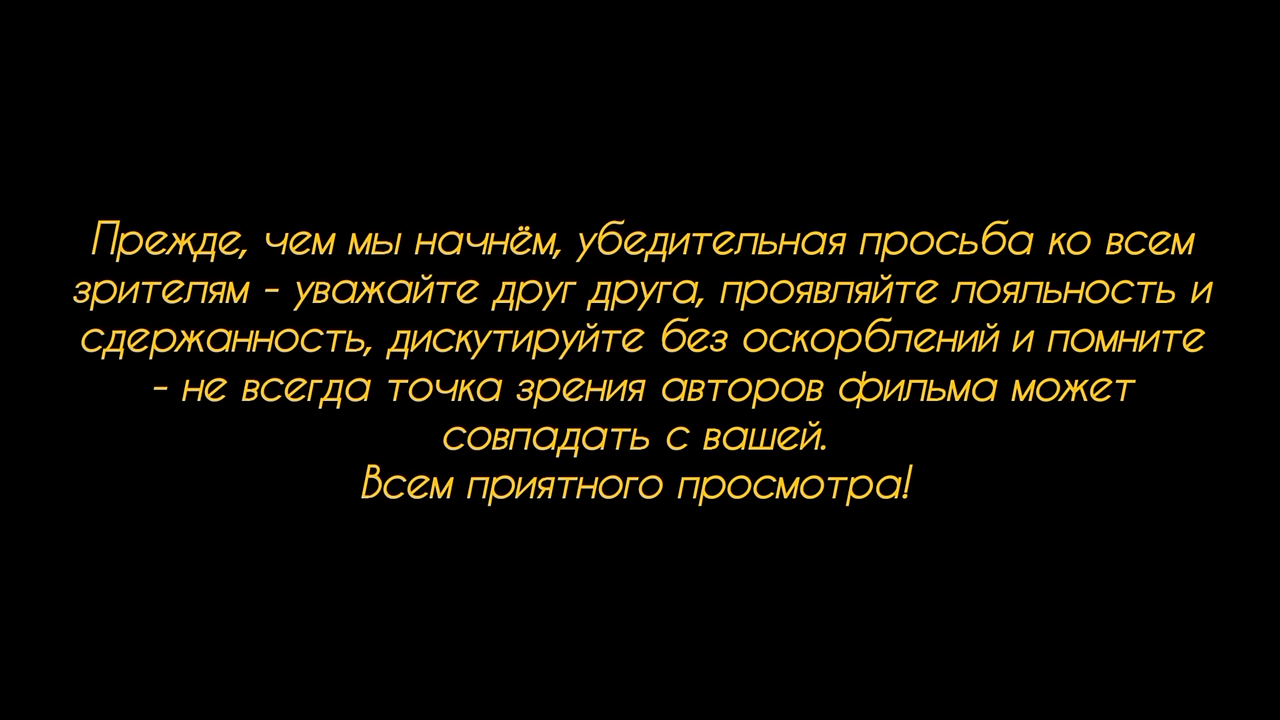 Прежде, чем мы начнём, убедительная просьба ко всем
зрителям - уважайте друг друга, проявляйте лояльность и
сдержанность, дискутируйте без оскорблений и помните
- не всегда точка зрения авторов фильма может
совпадать с вашей.
Всем приятного просмотра!